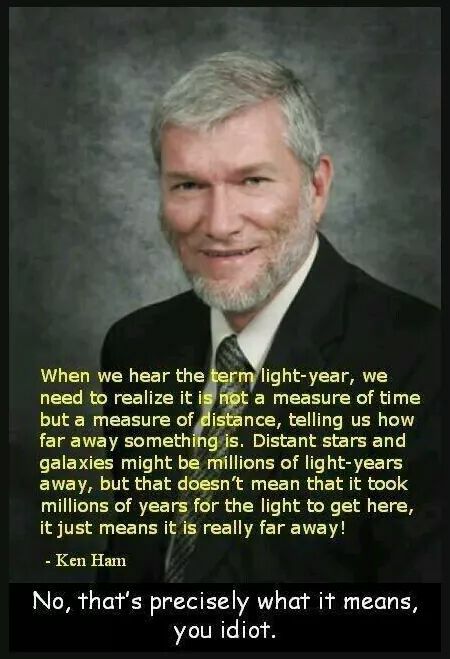 When we hear the term light-year, we
need to realize it is not a measure of time
but a measure of distance, telling us how
far away something is. Distant stars and
galaxies might be millions of light-years
away, but that doesn't mean that it took
millions of years for the light to get here,
it just means it is really far away!
- Ken Ham
No, that's precisely what it means,
you idiot.